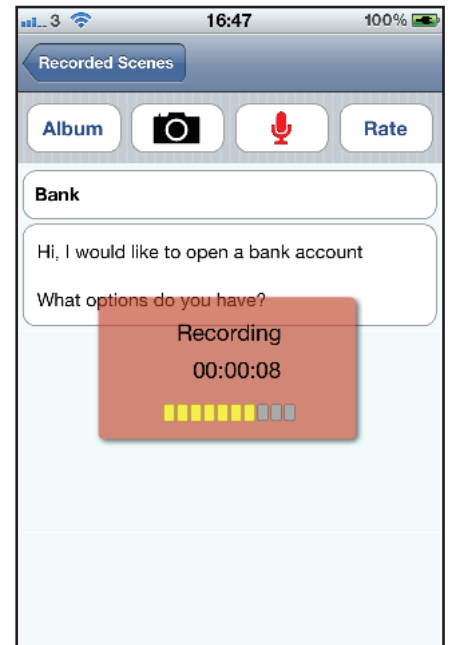 3 16:47 100%
Recorded Scenes
Album Rate
Bank
Hi, I would like to open a bank account
What options do you have?
Recording
00:00:08